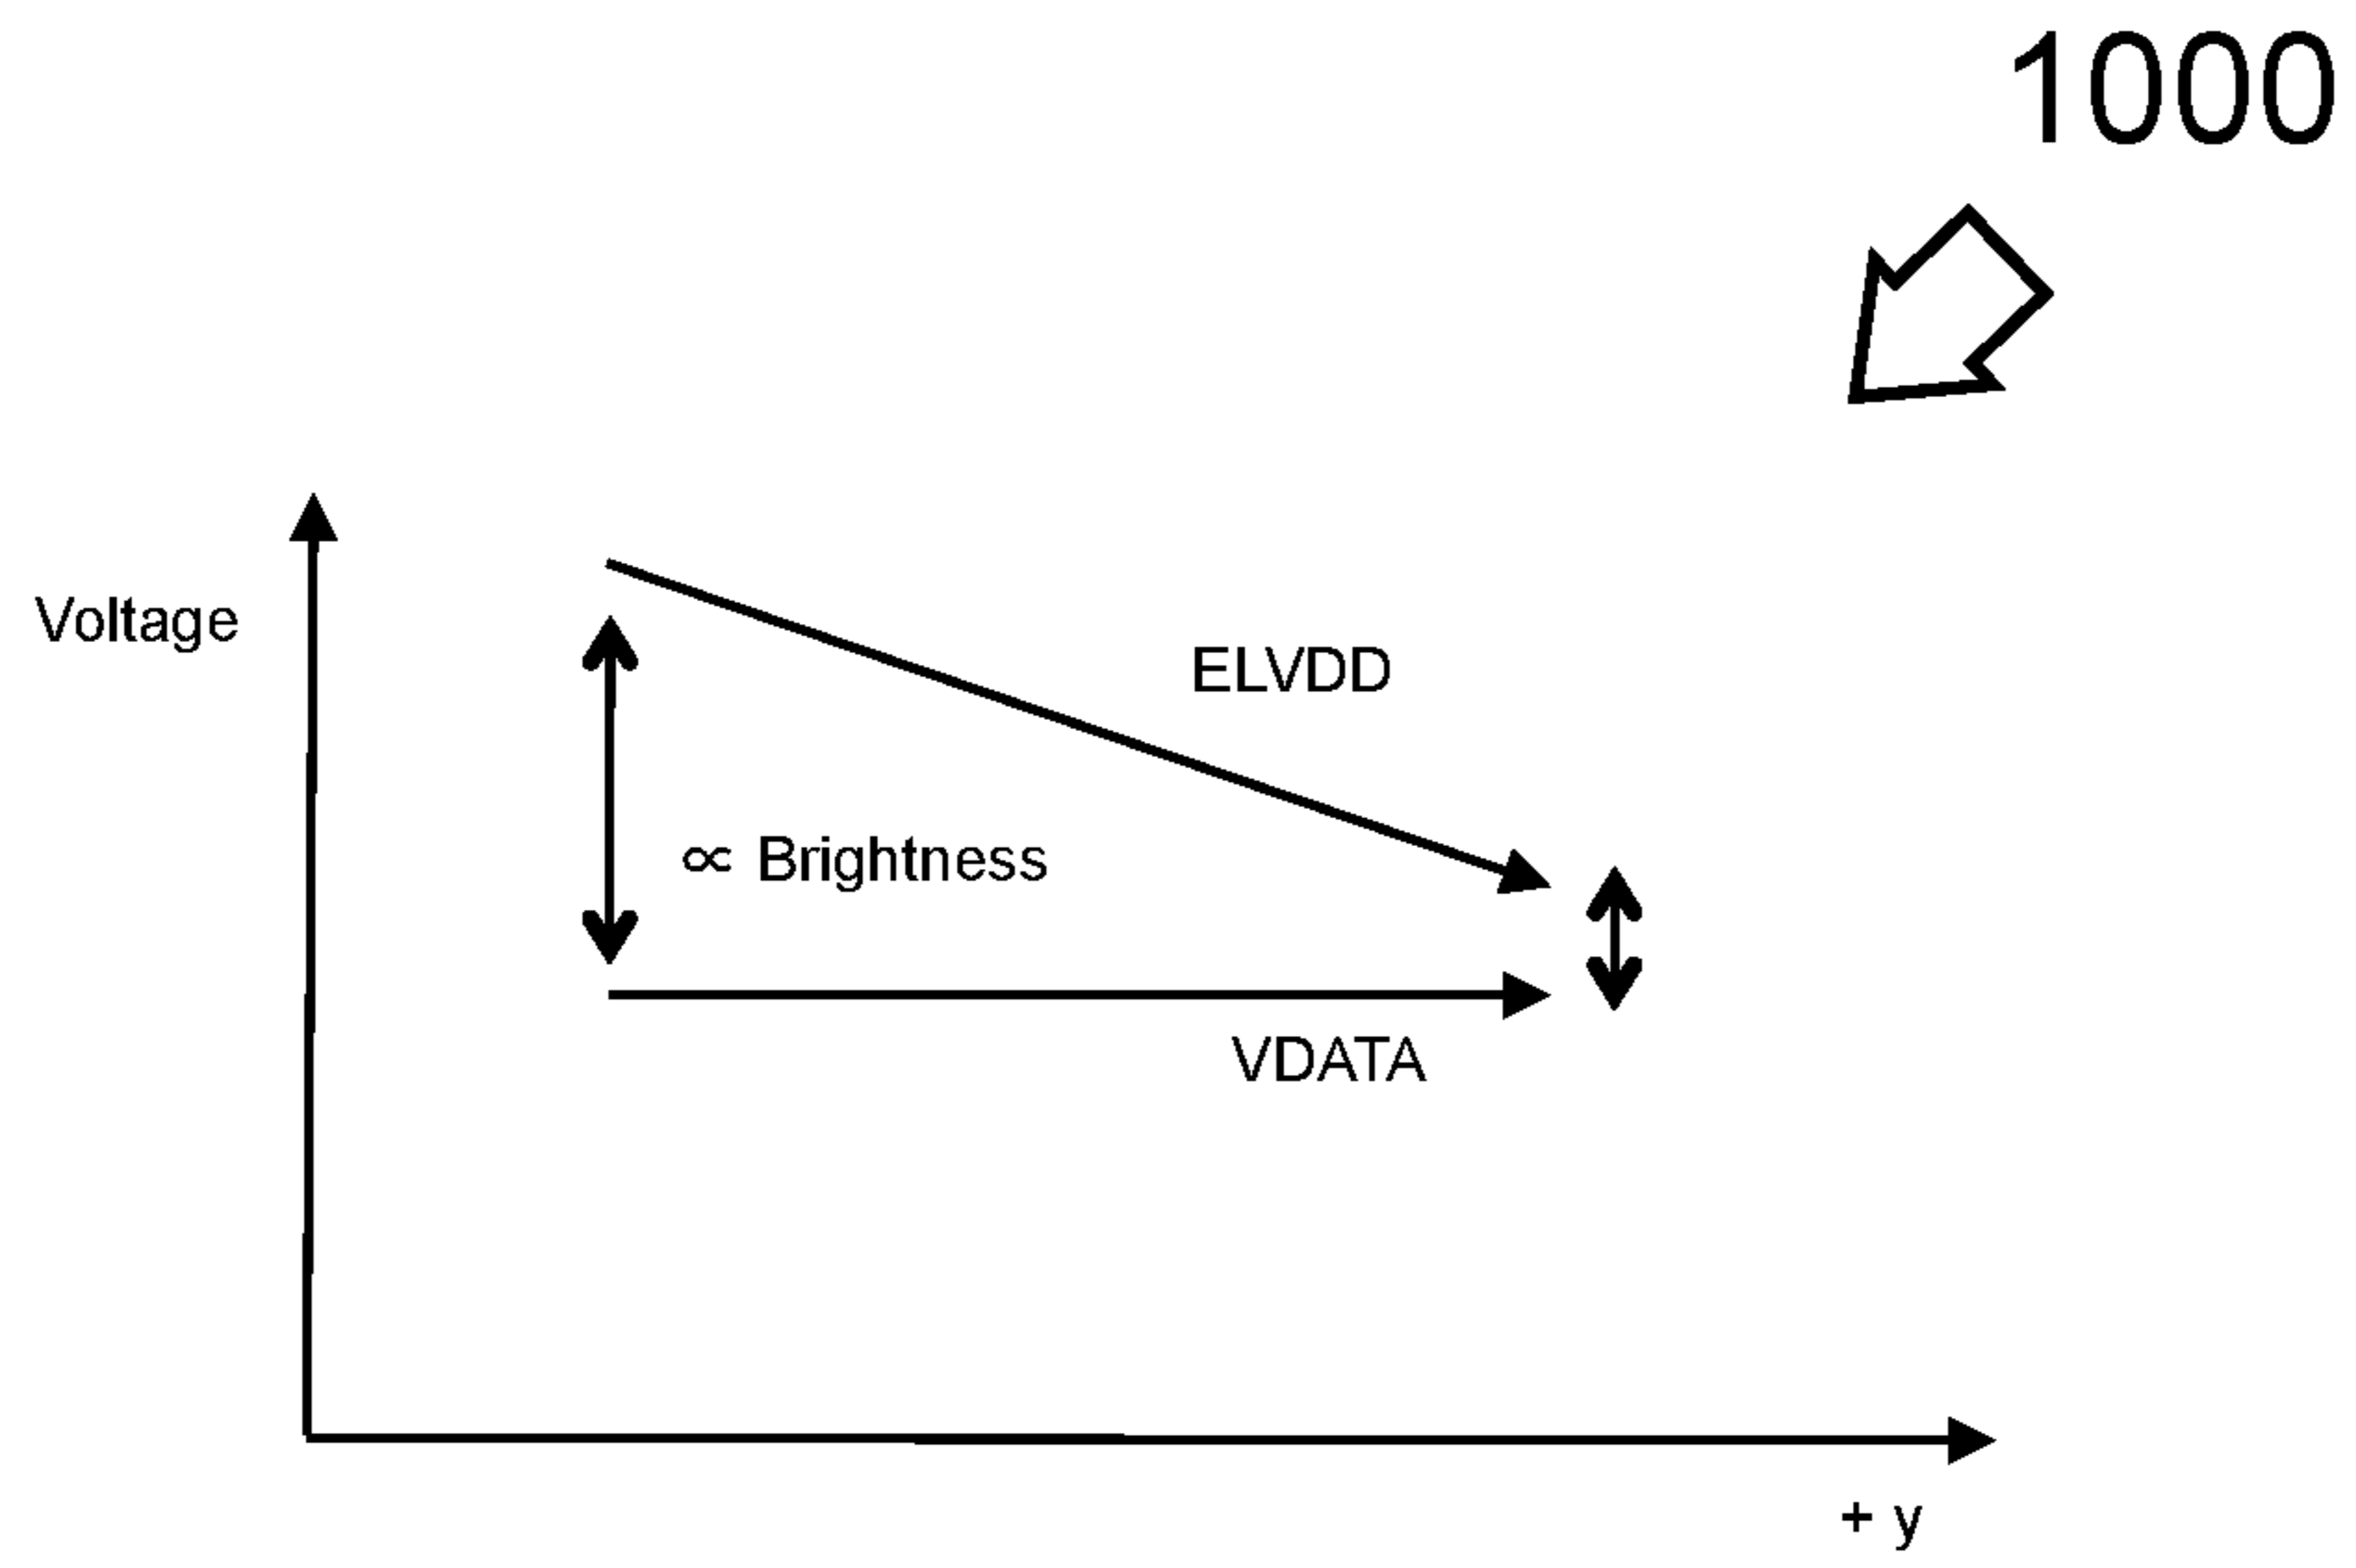 1000
Voltage
ELVDD
∝ Brightness
VDATA
+ y